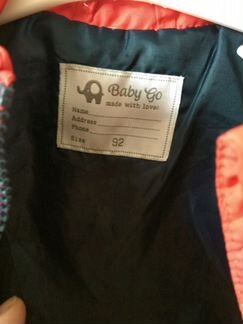 Baby Go
made with love!
Name
Address
Phone
Size 92